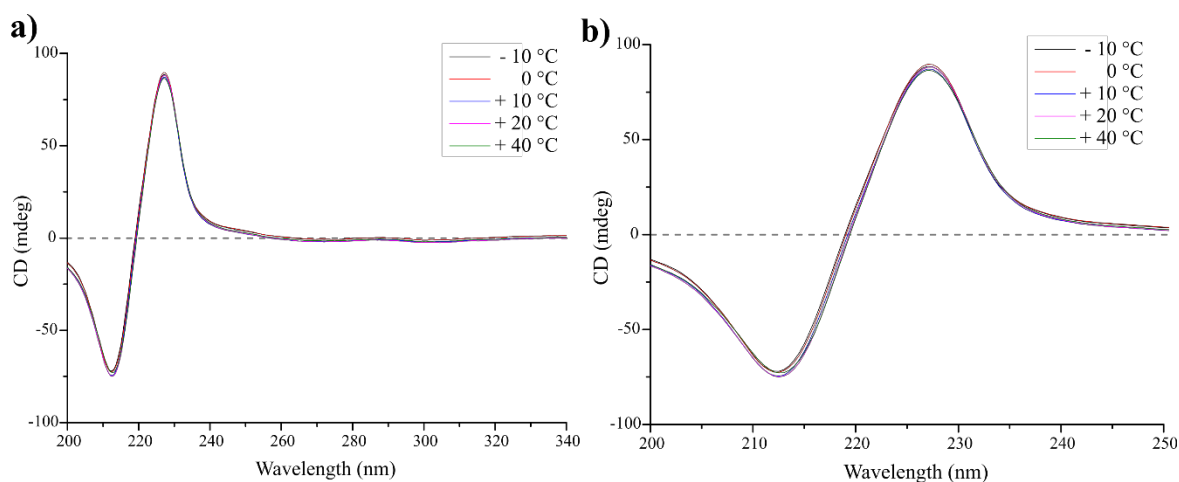 a)
100
50
0
-50
-100
CD (mdeg)
200
220
240
260
280
300
320
340
Wavelength (nm)
- 10 °C
0 °C
+ 10 °C
+ 20 °C
+ 40 °C
b)
100
50
0
-50
-100
CD (mdeg)
200
210
220
230
240
250
Wavelength (nm)
- 10 °C
0 °C
+ 10 °C
+ 20 °C
+ 40 °C